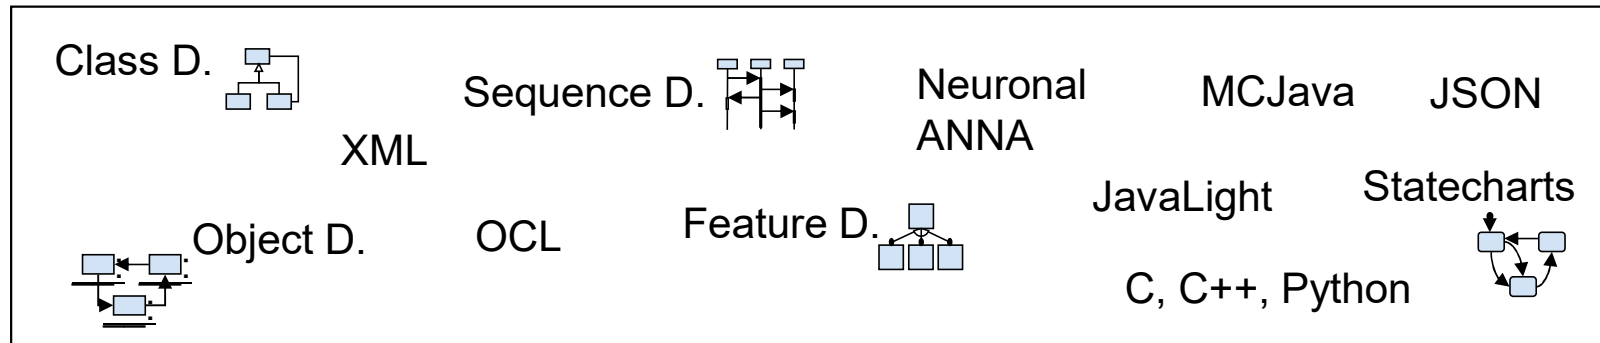 Class D.
Sequence D.
Neuronal
ANNA
MCJava
JSON
XML
JavaLight
Statecharts
Object D.
OCL
Feature D.
C, C++, Python